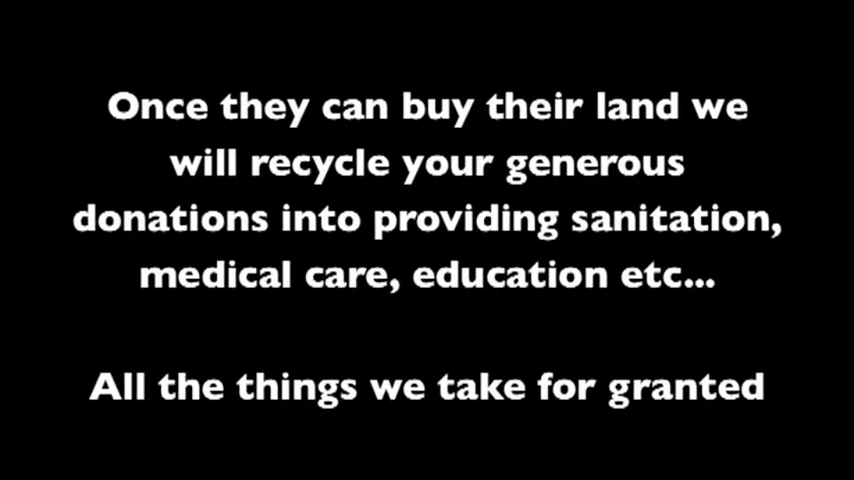 Once they can buy their land we
will recycle your generous
donations into providing sanitation,
medical care, education etc...
All the things we take for granted